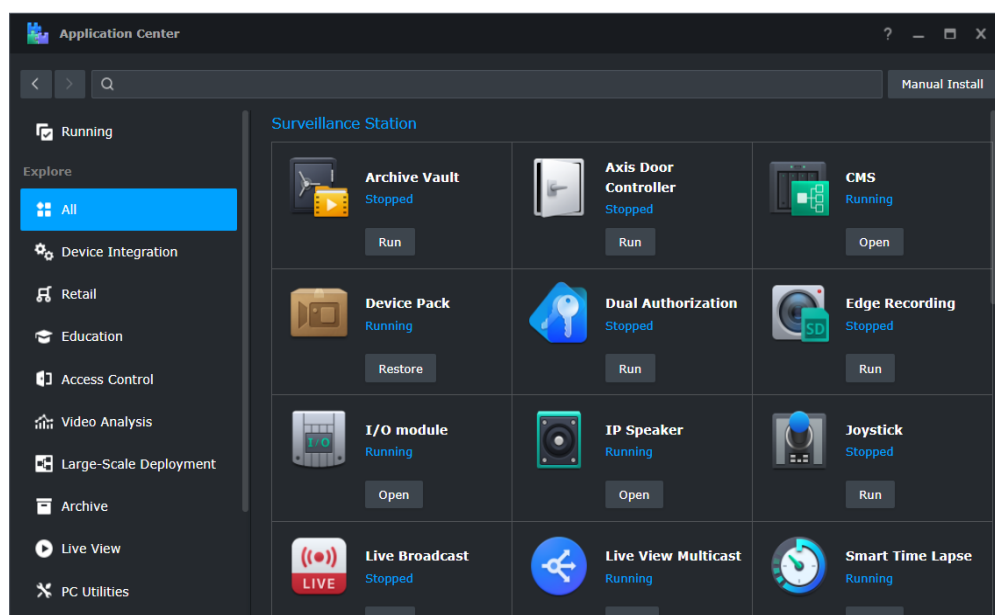 Application Center
?
Manual Install
Running
Explore
All
Device Integration
Retail
Education
Access Control
Video Analysis
Large-Scale Deployment
Archive
Live View
PC Utilities
Surveillance Station
Archive Vault
Stopped
Run
Axis Door
Controller
Stopped
Run
CMS
Running
Open
Device Pack
Running
Restore
Dual Authorization
Stopped
Run
SD
Edge Recording
Stopped
Run
I/O
I/O module
Running
Open
IP Speaker
Running
Open
Joystick
Stopped
Run
LIVE
Live Broadcast
Stopped
Live View Multicast
Running
Smart Time Lapse
Running